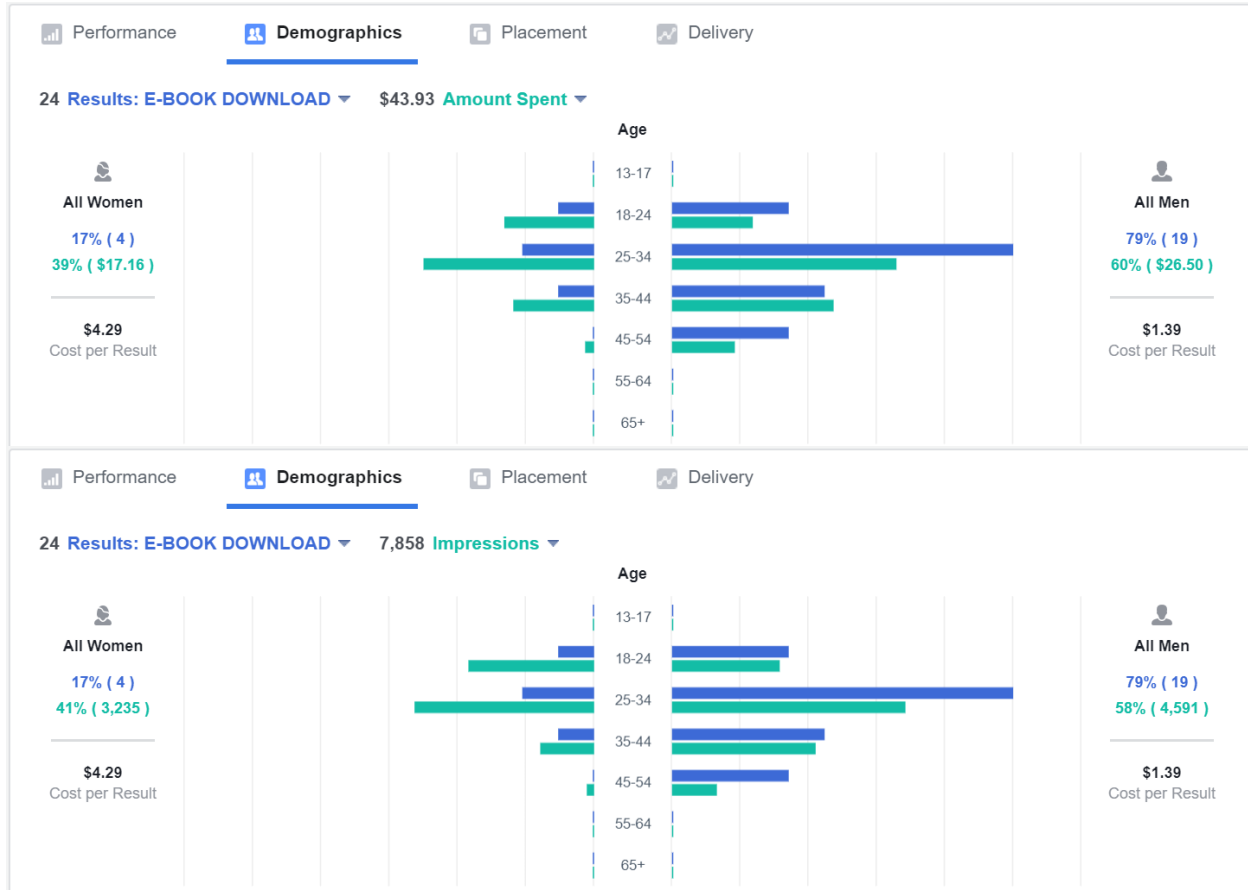 Performance Demographics Placement Delivery
24 Results: E-BOOK DOWNLOAD $43.93 Amount Spent
Age
13-17
All Women All Men
18-24
17% ( 4 ) 79% ( 19 )
25-34
39% ( $17.16 ) 60% ( $26.50 )
35-44
$4.29 $1.39
45-54
Cost per Result Cost per Result
55-64
65+
Performance Demographics Placement Delivery
24 Results: E-BOOK DOWNLOAD 7,858 Impressions
Age
13-17
All Women All Men
18-24
17% ( 4 ) 79% ( 19 )
25-34
41% ( 3,235 ) 58% ( 4,591 )
35-44
$4.29 $1.39
45-54
Cost per Result Cost per Result
55-64
65+